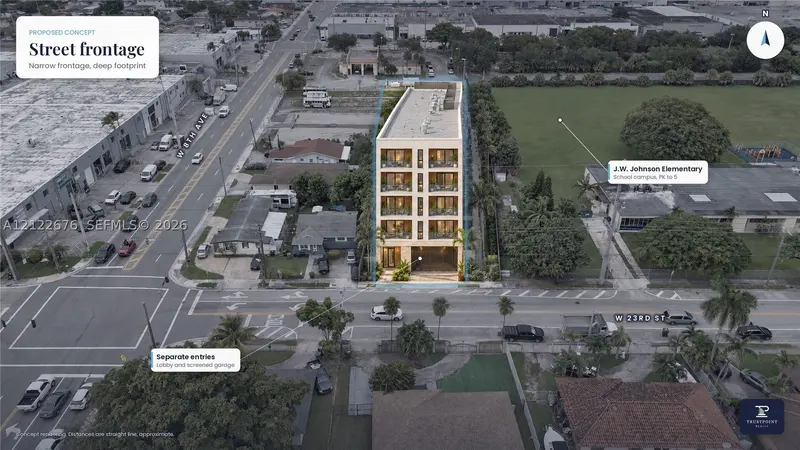 PROPOSED CONCEPT
Street frontage
Narrow frontage, deep footprint
N
W 8TH AVE
J.W. Johnson Elementary
School campus, PK to 5
A12122676 SEFMLS © 2026
W 23RD ST
Separate entries
Lobby and screened garage
Concept rendering. Distances are straight line, approximate.
TRUSTPOINT
REALTY